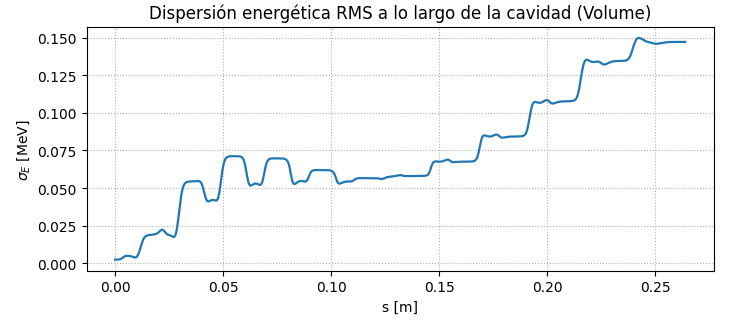 Dispersión energética RMS a lo largo de la cavidad (Volume)
0.150
0.125
0.100
0.075
0.050
0.025
0.000
σ_E [MeV]
0.00 0.05 0.10 0.15 0.20 0.25
s [m]